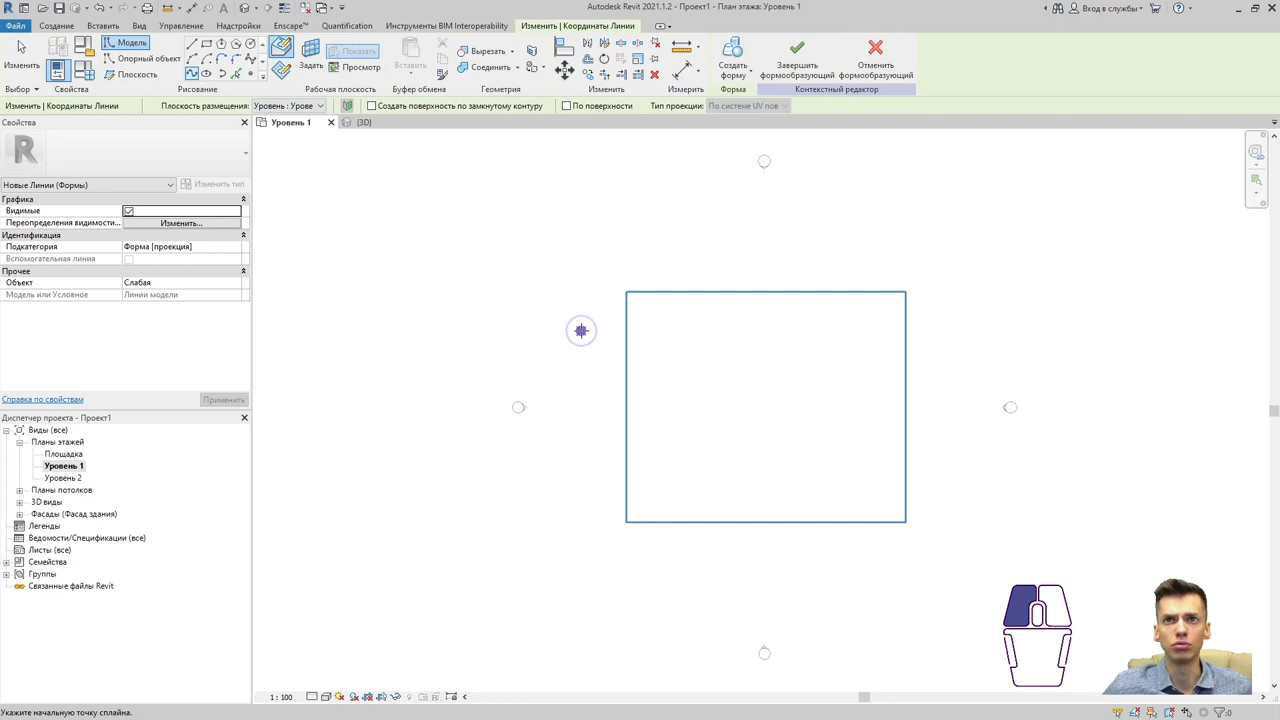 Autodesk Revit 2021.1.2 - Проект1 - План этажа: Уровень 1
Вход в службы
Файл
Создание
Вставить
Вид
Управление
Надстройки
Enscape™
Quantification
Инструменты BIM Interoperability
Изменить | Координаты Линии
Изменить
Модель
Опорный объект
Плоскость
Задать
Показать
Просмотр
Вставить
Вырезать
Соединить
Создать форму
Завершить формообразующий
Отменить формообразующий
Выбор
Свойства
Рисование
Рабочая плоскость
Буфер обмена
Геометрия
Изменить
Измерить
Форма
Контекстный редактор
Изменить | Координаты Линии
Плоскость размещения:
Уровень : Урове
Создать поверхность по замкнутому контуру
По поверхности
Тип проекции:
По системе UV пов
Свойства
Уровень 1
(3D)
R
Новые Линии (Формы)
Изменить тип
Графика
Видимые
Переопределения видимости...
Изменить...
Идентификация
Подкатегория
Форма [проекция]
Вспомогательная линия
Прочее
Объект
Слабая
Модель или Условное
Линии модели
Справка по свойствам
Применить
Диспетчер проекта - Проект1
Виды (все)
Планы этажей
Площадка
Уровень 1
Уровень 2
Планы потолков
3D виды
Фасады (Фасад здания)
Легенды
Ведомости/Спецификации (все)
Листы (все)
Семейства
Группы
Связанные файлы Revit
1 : 100
Укажите начальную точку сплайна.
:0